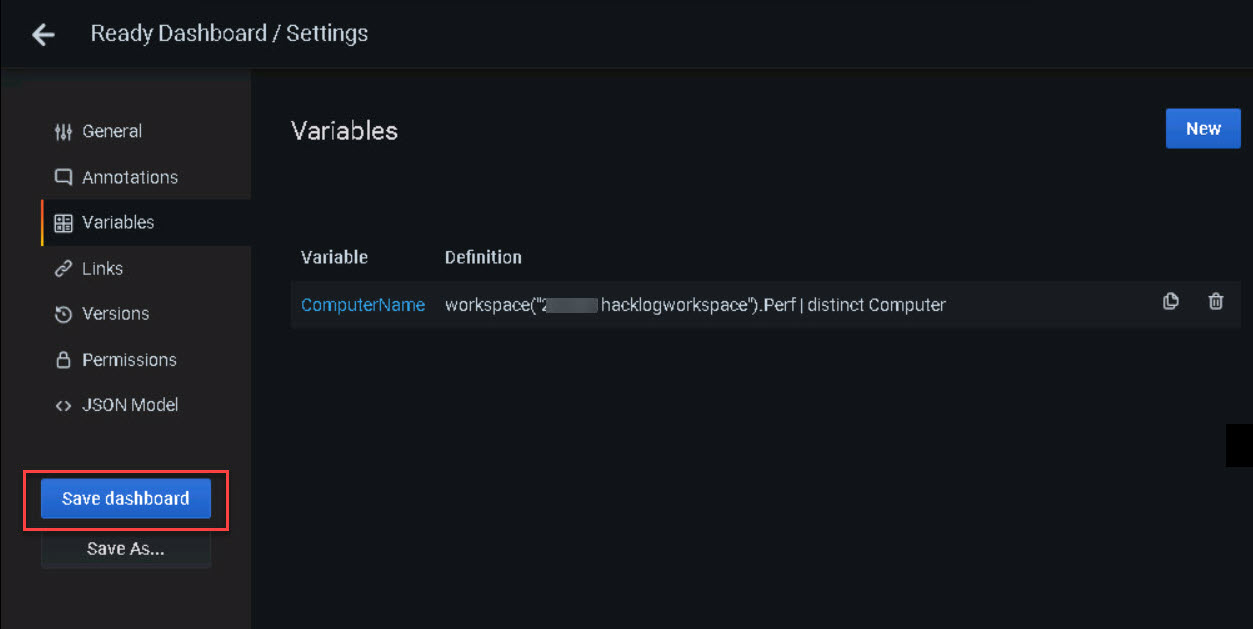 Ready Dashboard / Settings
General
Annotations
Variables
Links
Versions
Permissions
JSON Model
Save dashboard
Save As...
Variables
New
Variable Definition
ComputerName workspace("2 hacklogworkspace").Perf | distinct Computer